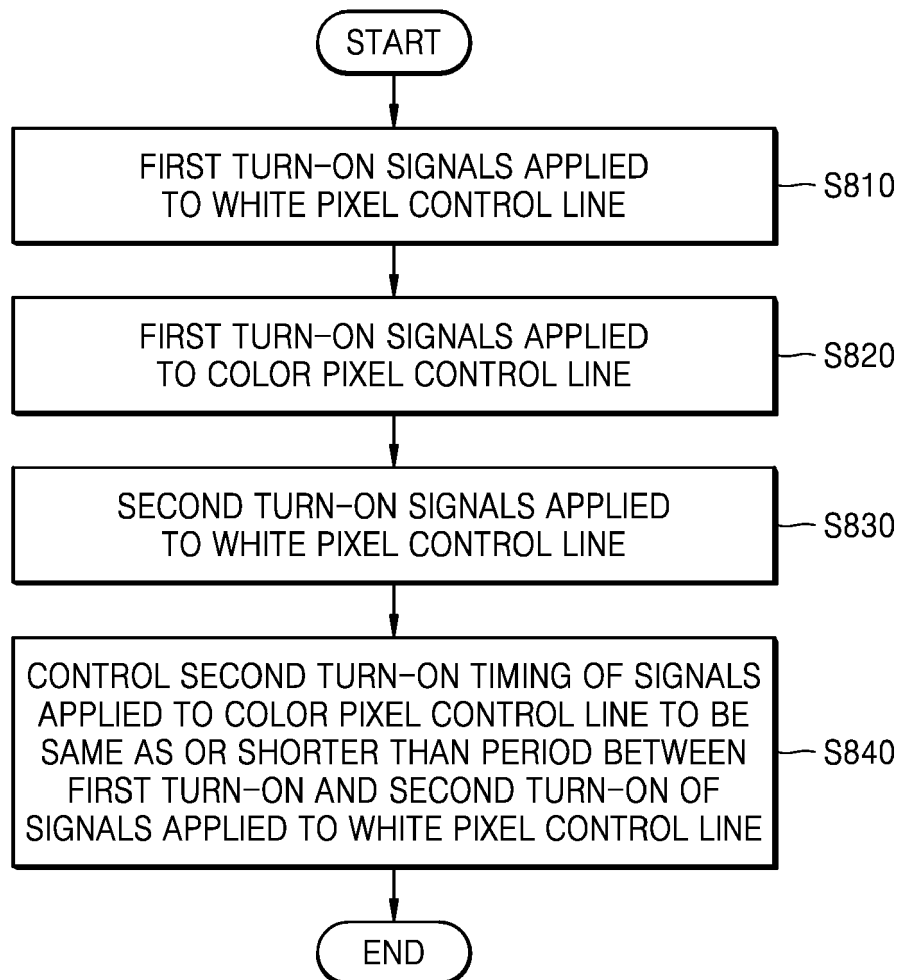 START
FIRST TURN-ON SIGNALS APPLIED
TO WHITE PIXEL CONTROL LINE
S810
FIRST TURN-ON SIGNALS APPLIED
TO COLOR PIXEL CONTROL LINE
S820
SECOND TURN-ON SIGNALS APPLIED
TO WHITE PIXEL CONTROL LINE
S830
CONTROL SECOND TURN-ON TIMING OF SIGNALS
APPLIED TO COLOR PIXEL CONTROL LINE TO BE
SAME AS OR SHORTER THAN PERIOD BETWEEN
FIRST TURN-ON AND SECOND TURN-ON OF
SIGNALS APPLIED TO WHITE PIXEL CONTROL LINE
S840
END